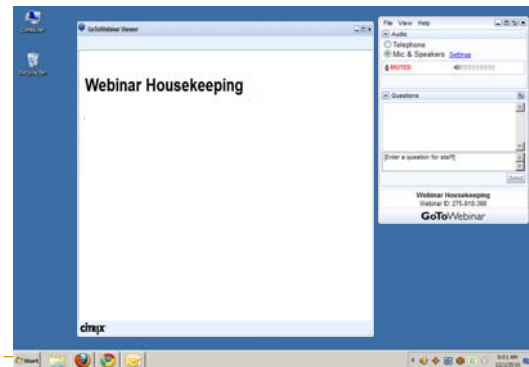 Computer
Recycle Bin
GoToWebinar Viewer
Webinar Housekeeping
citrix
File View Help
Audio
Telephone
Mic & Speakers Settings
MUTED
Questions
[Enter a question for staff]
Send
Webinar Housekeeping
Webinar ID: 275-918-366
GoToWebinar
Start